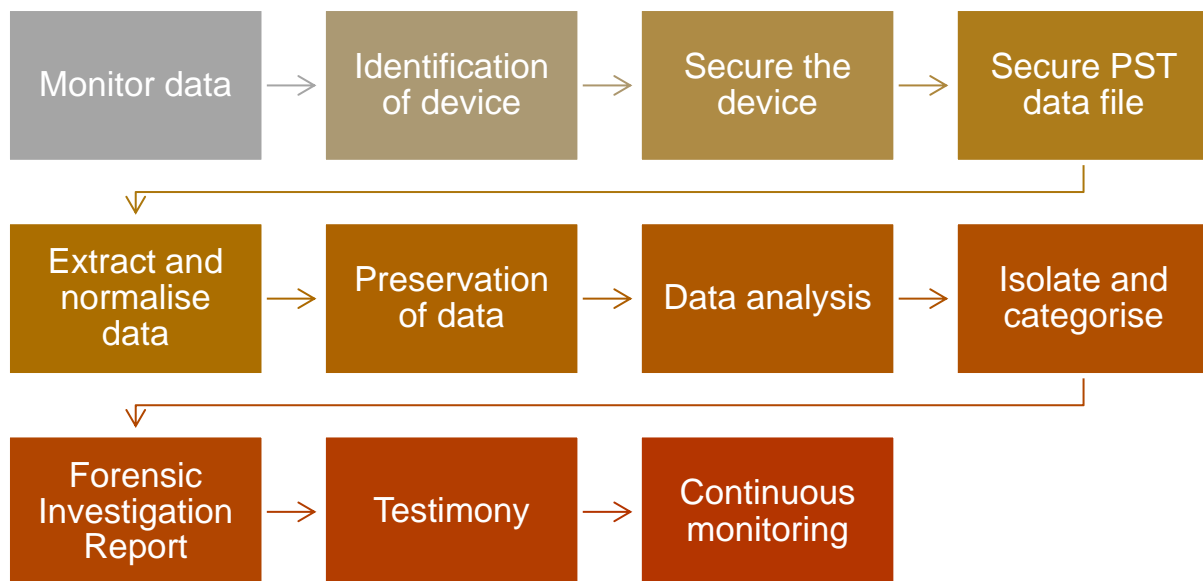 Monitor data
Identification
of device
Secure the
device
Secure PST
data file
Extract and
normalise
data
Preservation
of data
Data analysis
Isolate and
categorise
Forensic
Investigation
Report
Testimony
Continuous
monitoring